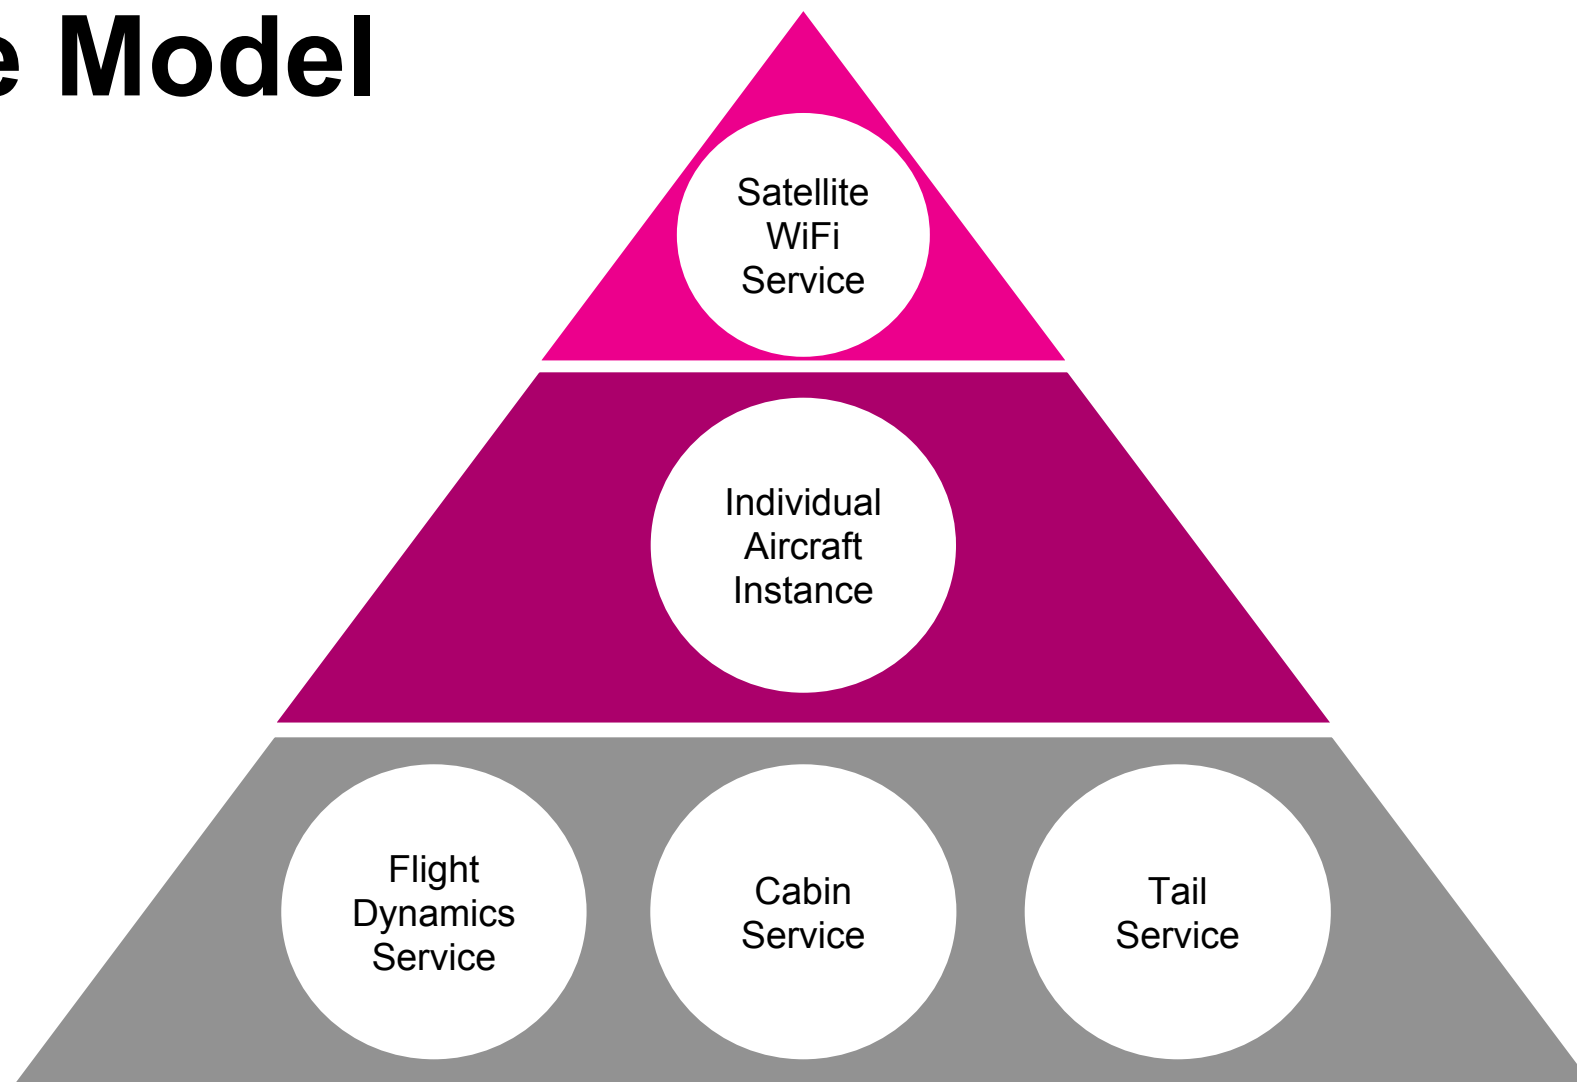 e Model
Satellite
WiFi
Service
Individual
Aircraft
Instance
Flight
Dynamics
Service
Cabin
Service
Tail
Service